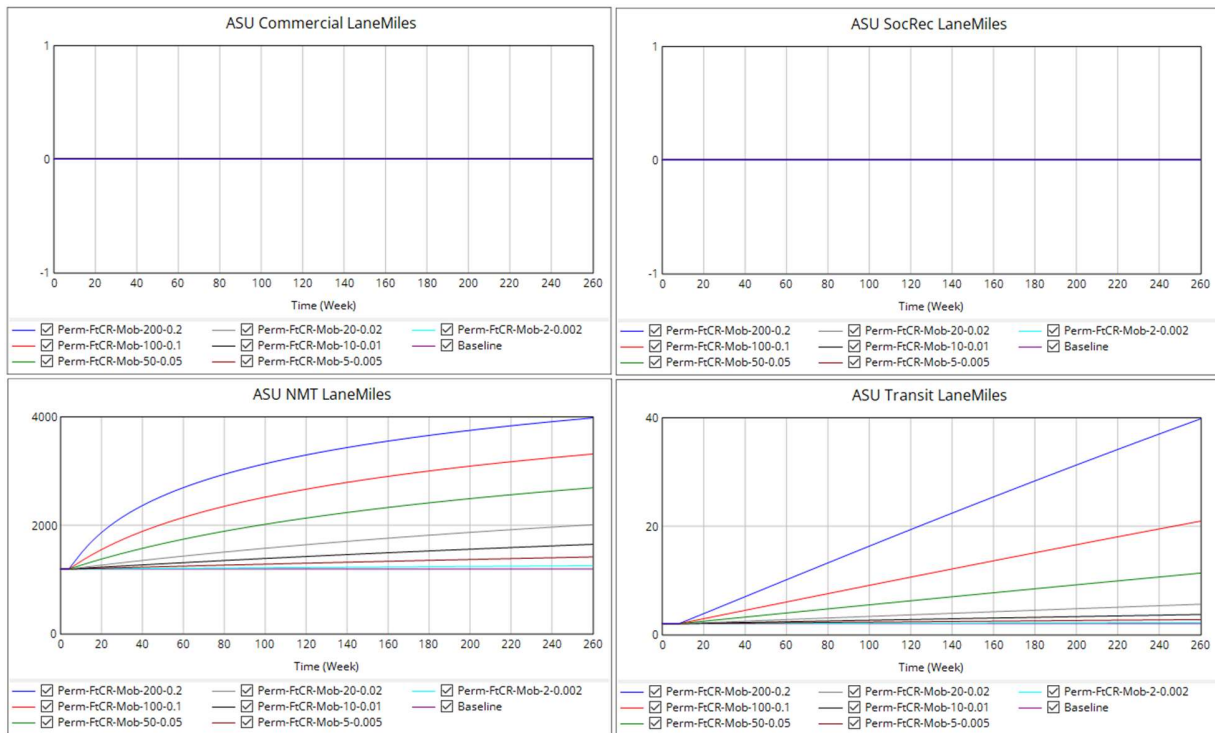 ASU Commercial LaneMiles
1
0
-1
0 20 40 60 80 100 120 140 160 180 200 220 240 260
Time (Week)
Perm-FtCR-Mob-200-0.2 Perm-FtCR-Mob-20-0.02 Perm-FtCR-Mob-2-0.002
Perm-FtCR-Mob-100-0.1 Perm-FtCR-Mob-10-0.01 Baseline
Perm-FtCR-Mob-50-0.05 Perm-FtCR-Mob-5-0.005
ASU SocRec LaneMiles
1
0
-1
0 20 40 60 80 100 120 140 160 180 200 220 240 260
Time (Week)
Perm-FtCR-Mob-200-0.2 Perm-FtCR-Mob-20-0.02 Perm-FtCR-Mob-2-0.002
Perm-FtCR-Mob-100-0.1 Perm-FtCR-Mob-10-0.01 Baseline
Perm-FtCR-Mob-50-0.05 Perm-FtCR-Mob-5-0.005
ASU NMT LaneMiles
4000
2000
0
0 20 40 60 80 100 120 140 160 180 200 220 240 260
Time (Week)
Perm-FtCR-Mob-200-0.2 Perm-FtCR-Mob-20-0.02 Perm-FtCR-Mob-2-0.002
Perm-FtCR-Mob-100-0.1 Perm-FtCR-Mob-10-0.01 Baseline
Perm-FtCR-Mob-50-0.05 Perm-FtCR-Mob-5-0.005
ASU Transit LaneMiles
40
20
0
0 20 40 60 80 100 120 140 160 180 200 220 240 260
Time (Week)
Perm-FtCR-Mob-200-0.2 Perm-FtCR-Mob-20-0.02 Perm-FtCR-Mob-2-0.002
Perm-FtCR-Mob-100-0.1 Perm-FtCR-Mob-10-0.01 Baseline
Perm-FtCR-Mob-50-0.05 Perm-FtCR-Mob-5-0.005